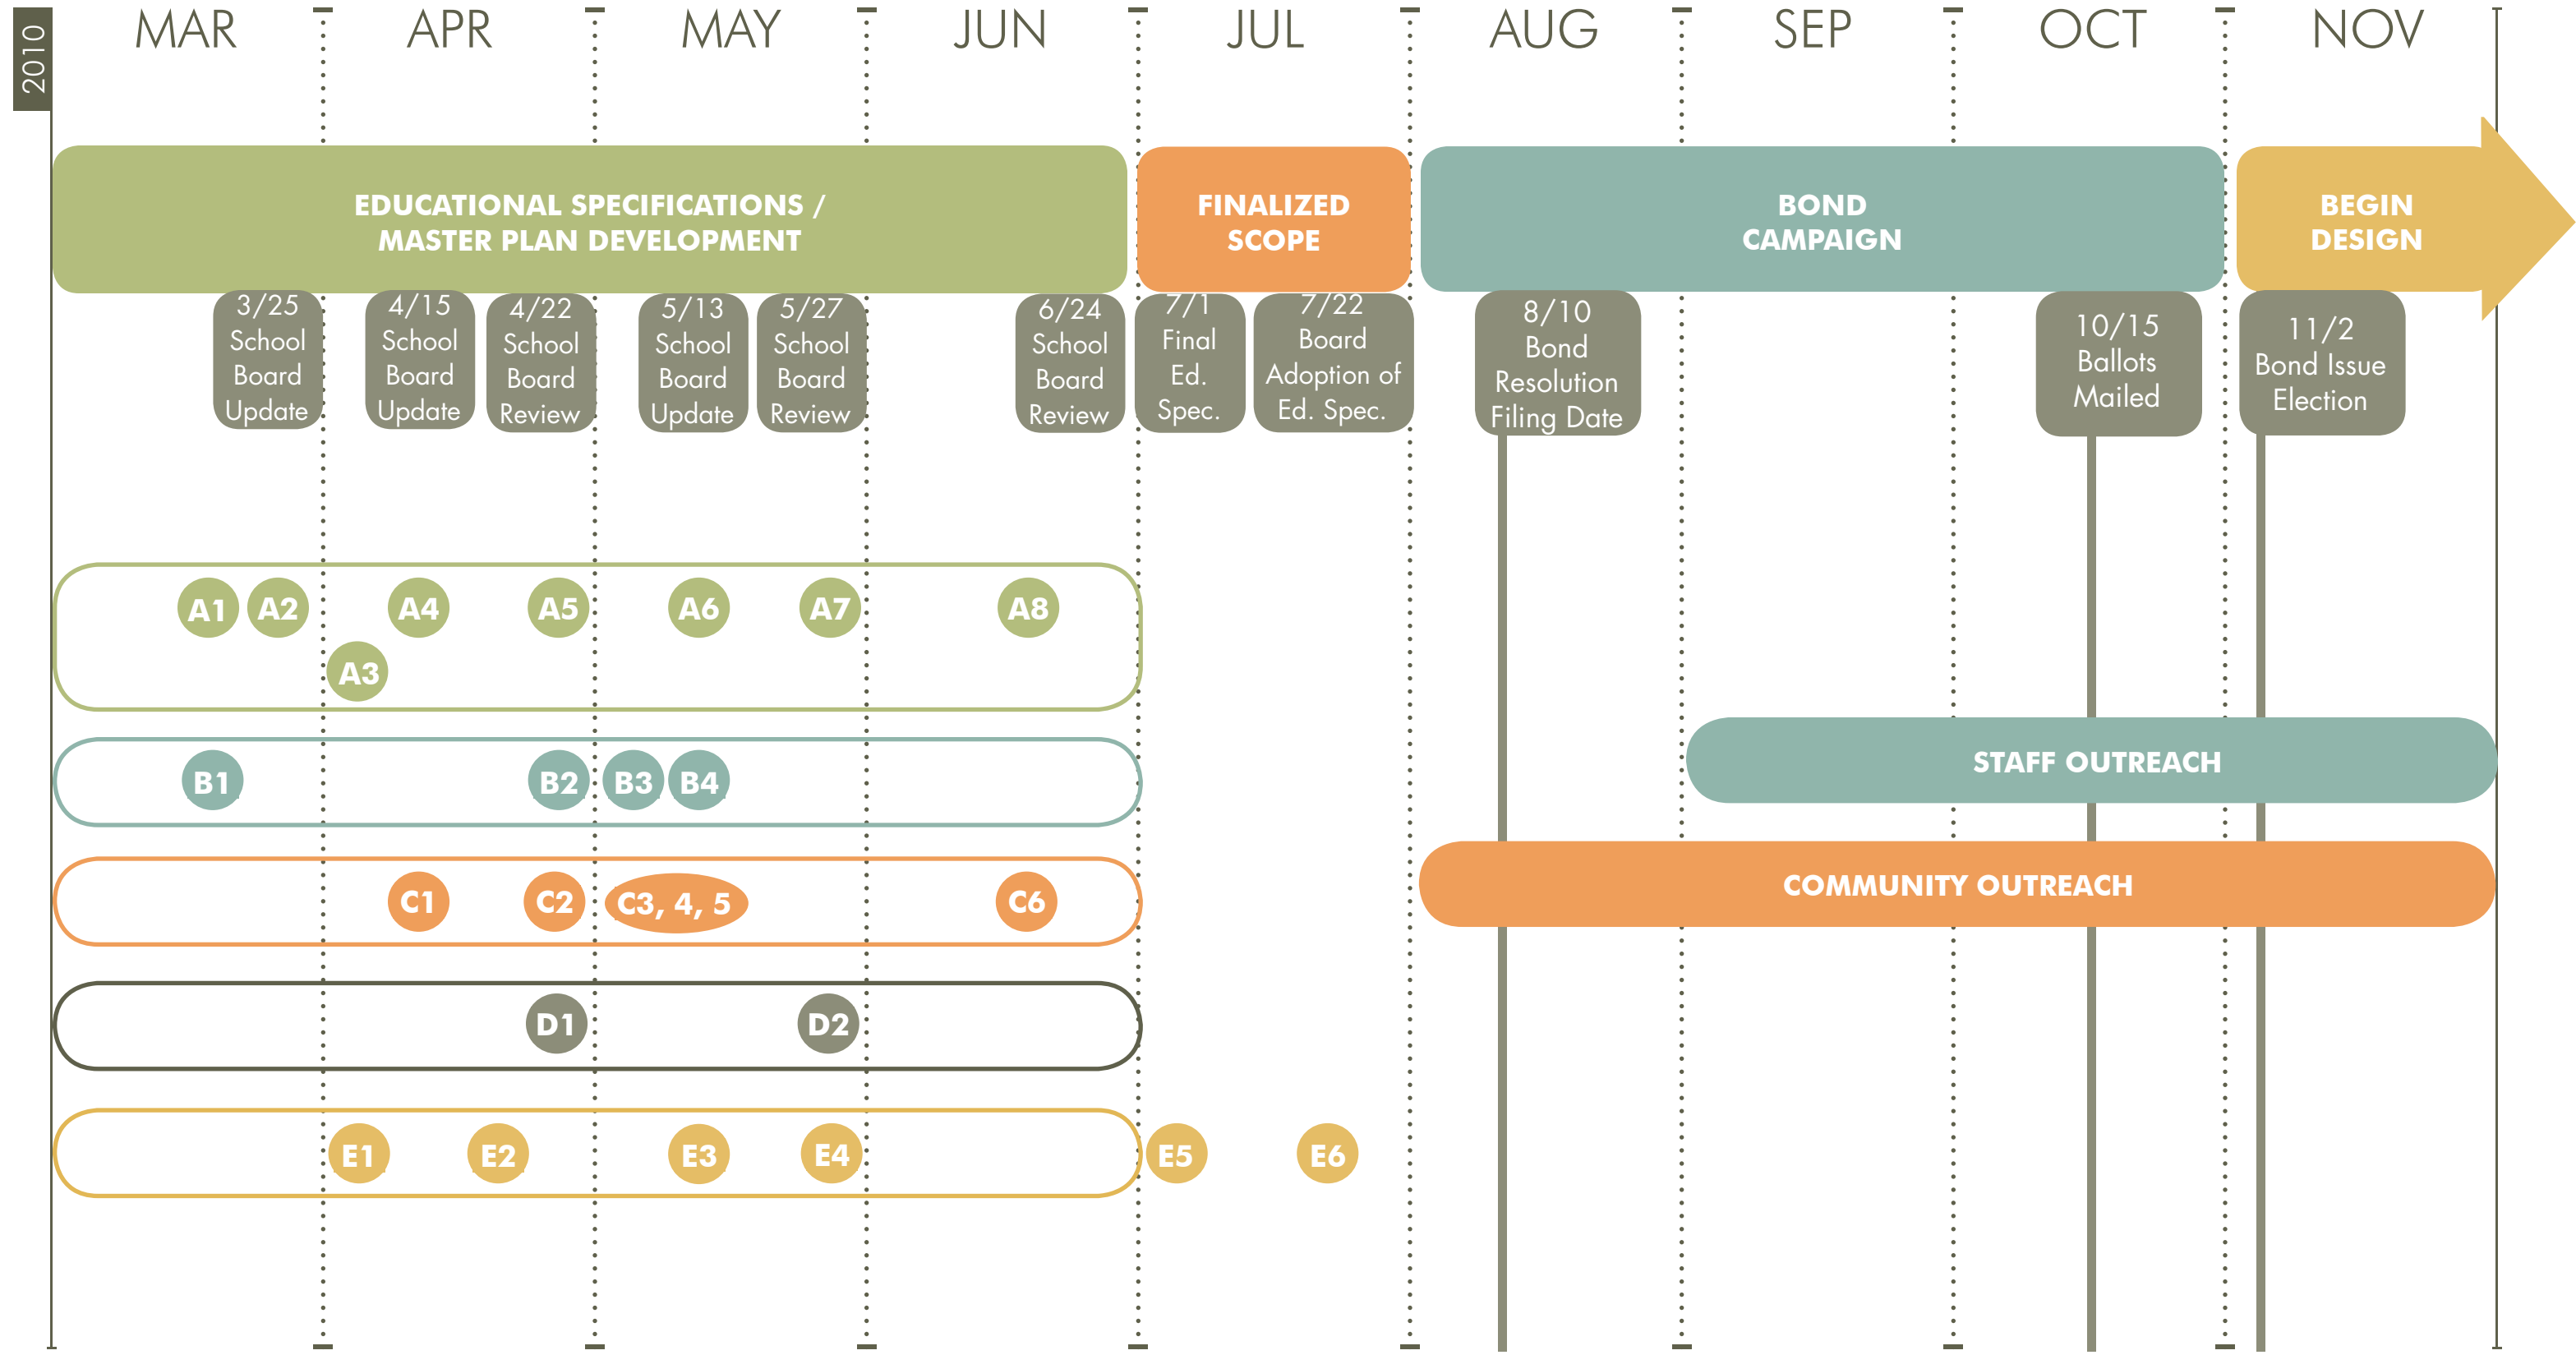 2010
MAR
APR
MAY
JUN
JUL
AUG
SEP
OCT
NOV
EDUCATIONAL SPECIFICATIONS /
MASTER PLAN DEVELOPMENT
FINALIZED
SCOPE
BOND
CAMPAIGN
BEGIN
DESIGN
3/25
School
Board
Update
4/15
School
Board
Update
4/22
School
Board
Review
5/13
School
Board
Update
5/27
School
Board
Review
6/24
School
Board
Review
7/1
Final
Ed.
Spec.
7/22
Board
Adoption of
Ed. Spec.
8/10
Bond
Resolution
Filing Date
10/15
Ballots
Mailed
11/2
Bond Issue
Election
A1
A2
A4
A5
A6
A7
A8
A3
B1
B2
B3
B4
STAFF OUTREACH
C1
C2
C3, 4, 5
C6
COMMUNITY OUTREACH
D1
D2
E1
E2
E3
E4
E5
E6